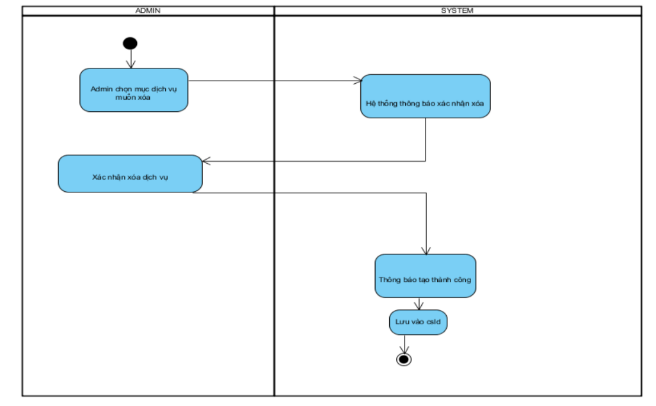 ADMIN
SYSTEM
Admin chọn mục dịch vụ
muốn xóa
Hệ thống thông báo xác nhận xóa
Xác nhận xóa dịch vụ
Thông báo tạo thành công
Lưu vào csld